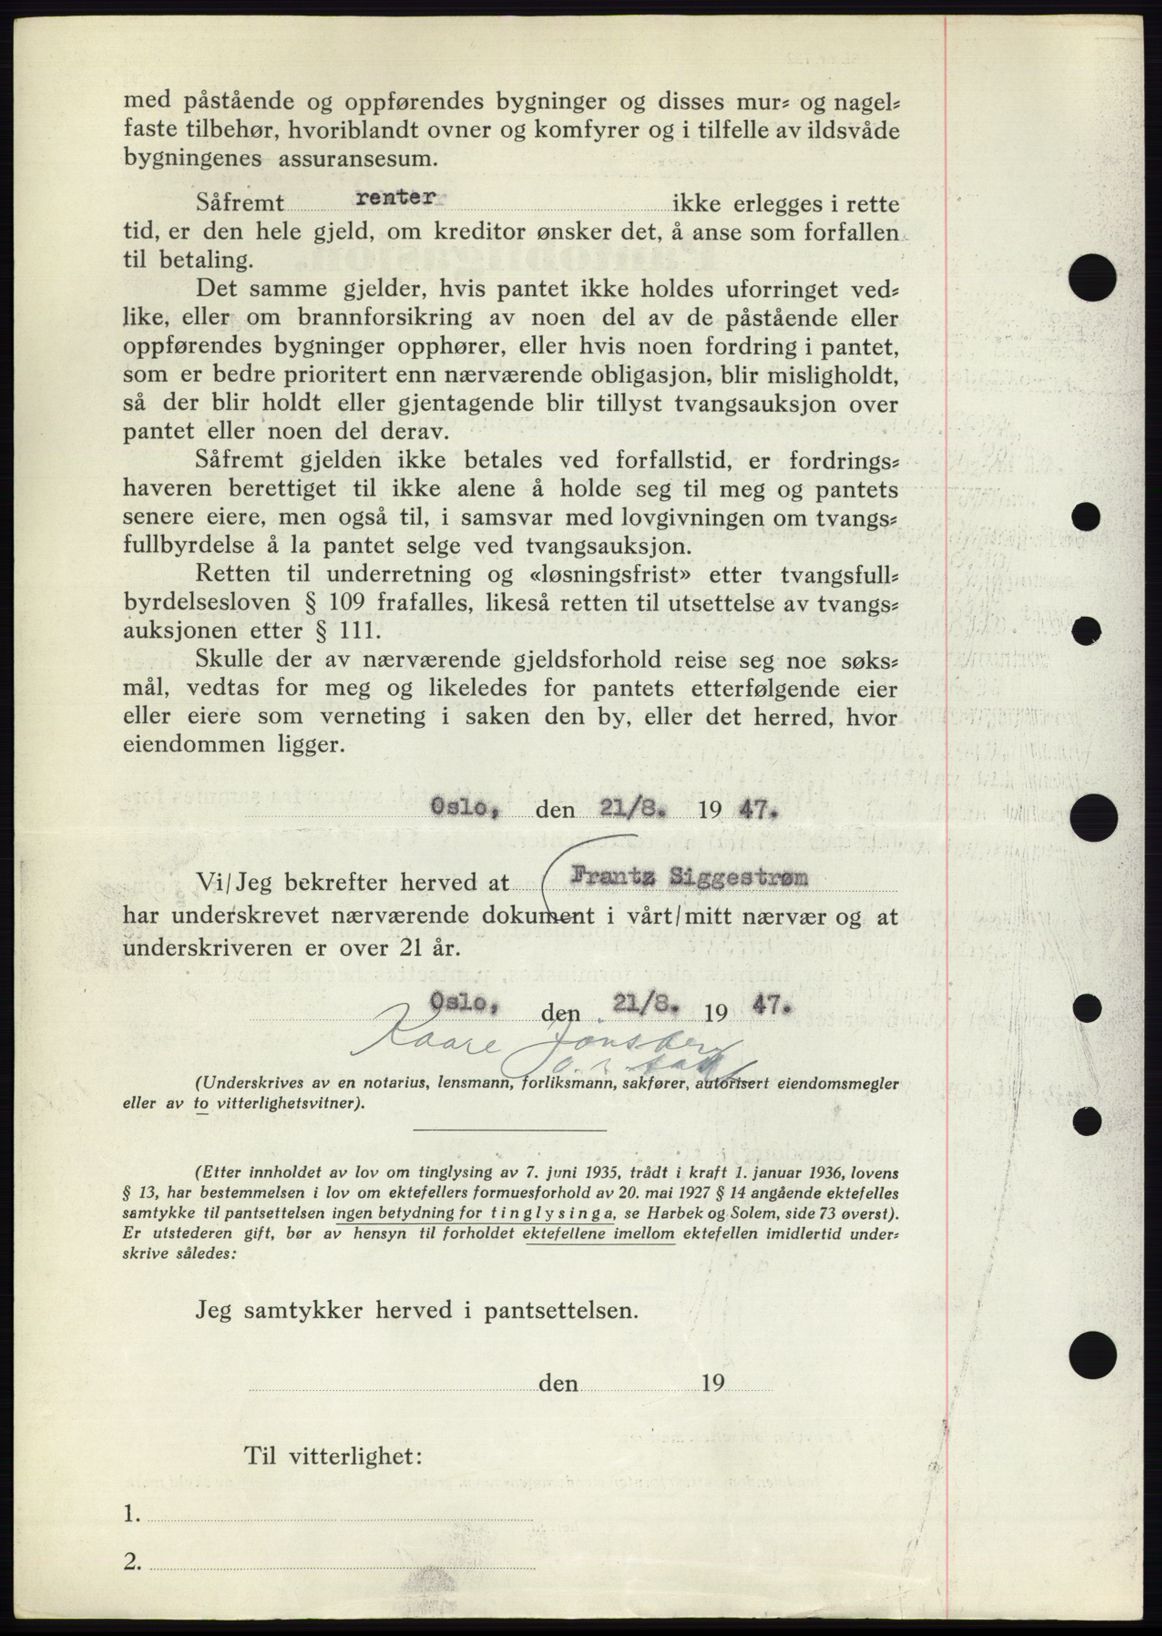 med påstående og oppførendes bygninger og disses mur⸗ og nagel⸗
faste tilbehør, hvoriblandt ovner og komfyrer og i tilfelle av ildsvåde
bygningenes assuransesum.
Såfremt renter ikke erlegges i rette
tid, er den hele gjeld, om kreditor ønsker det, å anse som forfallen
til betaling.
Det samme gjelder, hvis pantet ikke holdes uforringet ved⸗
like, eller om brannforsikring av noen del av de påstående eller
oppførendes bygninger opphører, eller hvis noen fordring i pantet,
som er bedre prioritert enn nærværende obligasjon, blir misligholdt,
så der blir holdt eller gjentagende blir tillyst tvangsauksjon over
pantet eller noen del derav.
Såfremt gjelden ikke betales ved forfallstid, er fordrings⸗
haveren berettiget til ikke alene å holde seg til meg og pantets
senere eiere, men også til, i samsvar med lovgivningen om tvangs⸗
fullbyrdelse å la pantet selge ved tvangsauksjon.
Retten til underretning og «løsningsfrist» etter tvangsfull⸗
byrdelsesloven § 109 frafalles, likeså retten til utsettelse av tvangs⸗
auksjonen etter § 111.
Skulle der av nærværende gjeldsforhold reise seg noe søks⸗
mål, vedtas for meg og likeledes for pantets etterfølgende eier
eller eiere som verneting i saken den by, eller det herred, hvor
eiendommen ligger.
Oslo, den 21/8. 19 47.
Vi/Jeg bekrefter herved at Frantz Siggestrøm
har underskrevet nærværende dokument i vårt/mitt nærvær og at
underskriveren er over 21 år.
Oslo, den 21/8. 19 47.
Kaare Jonsberg
(Underskrives av en notarius, lensmann, forliksmann, sakfører, autorisert eiendomsmegler
eller av to vitterlighetsvitner).
(Etter innholdet av lov om tinglysing av 7. juni 1935, trådt i kraft 1. januar 1936, lovens
§ 13, har bestemmelsen i lov om ektefellers formuesforhold av 20. mai 1927 § 14 angående ektefelles
samtykke til pantsettelsen ingen betydning for tinglysinga, se Harbek og Solem, side 73 øverst).
Er utstederen gift, bør av hensyn til forholdet ektefellene imellom ektefellen imidlertid under⸗
skrive således:
Jeg samtykker herved i pantsettelsen.
den 19
Til vitterlighet:
1.
2.